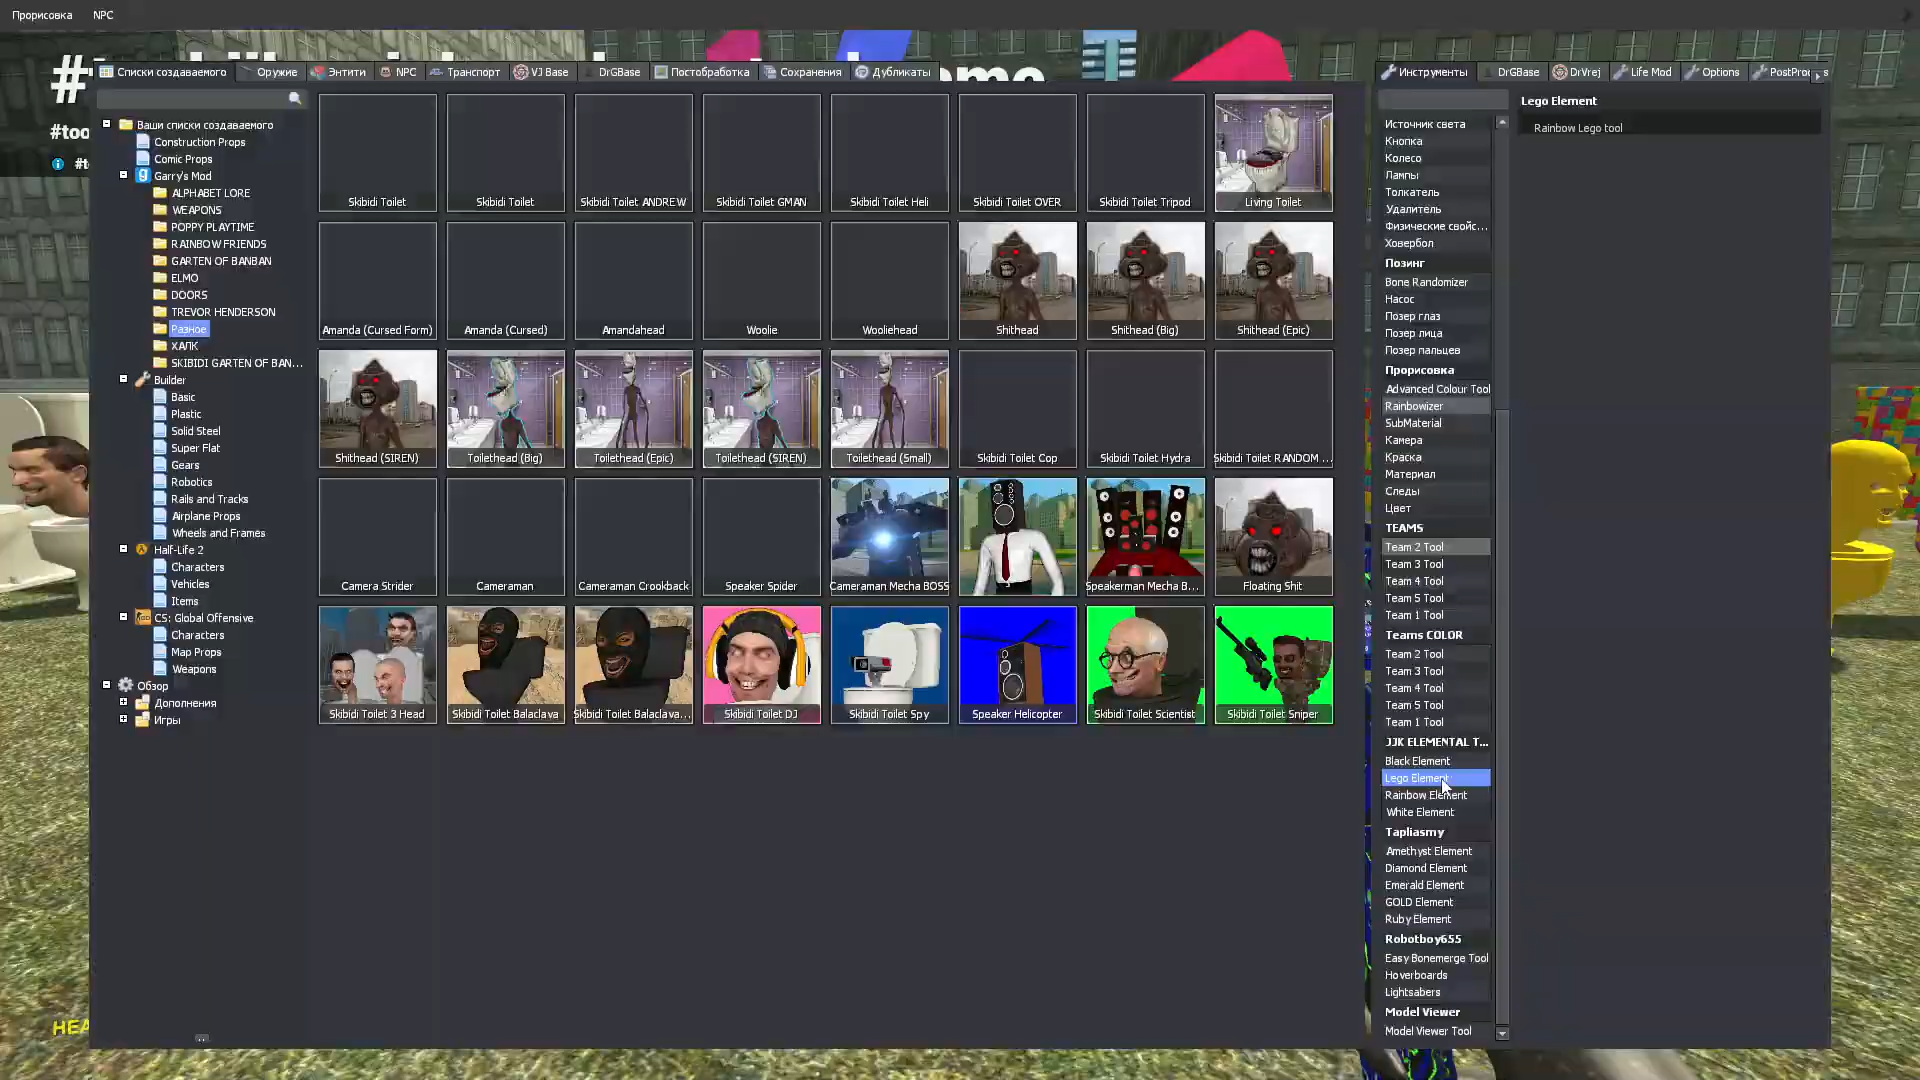 Прорисовка
NPC
#
ome
#too
#t
HEA
Списки создаваемого
Оружие
Энтити
NPC
Транспорт
VJ Base
DrGBase
Постобработка
Сохранения
Дубликаты
Ваши списки создаваемого
Construction Props
Comic Props
Garry's Mod
ALPHABET LORE
WEAPONS
POPPY PLAYTIME
RAINBOW FRIENDS
GARTEN OF BANBAN
ELMO
DOORS
TREVOR HENDERSON
Разное
ХАЛК
SKIBIDI GARTEN OF BAN...
Builder
Basic
Plastic
Solid Steel
Super Flat
Gears
Robotics
Rails and Tracks
Airplane Props
Wheels and Frames
Half-Life 2
Characters
Vehicles
Items
CS: Global Offensive
Characters
Map Props
Weapons
Обзор
Дополнения
Игры
Skibidi Toilet
Skibidi Toilet
Skibidi Toilet ANDREW
Skibidi Toilet GMAN
Skibidi Toilet Heli
Skibidi Toilet OVER
Skibidi Toilet Tripod
Living Toilet
Amanda (Cursed Form)
Amanda (Cursed)
Amandahead
Woolie
Wooliehead
Shithead
Shithead (Big)
Shithead (Epic)
Shithead (SIREN)
Toilethead (Big)
Toilethead (Epic)
Toilethead (SIREN)
Toilethead (Small)
Skibidi Toilet Cop
Skibidi Toilet Hydra
Skibidi Toilet RANDOM ...
Camera Strider
Cameraman
Cameraman Crookback
Speaker Spider
Cameraman Mecha BOSS
Speakerman Mecha B...
Floating Shit
Skibidi Toilet 3 Head
Skibidi Toilet Balaclava
Skibidi Toilet Balaclava...
Skibidi Toilet DJ
Skibidi Toilet Spy
Speaker Helicopter
Skibidi Toilet Scientist
Skibidi Toilet Sniper
Инструменты
DrGBase
DrVrej
Life Mod
Options
Источник света
Кнопка
Колесо
Лампы
Толкатель
Удалитель
Физические свойс...
Ховербол
Позинг
Bone Randomizer
Насос
Позер глаз
Позер лица
Позер пальцев
Прорисовка
Advanced Colour Tool
Rainbowizer
SubMaterial
Камера
Краска
Материал
Следы
Цвет
TEAMS
Team 2 Tool
Team 3 Tool
Team 4 Tool
Team 5 Tool
Team 1 Tool
Teams COLOR
Team 2 Tool
Team 3 Tool
Team 4 Tool
Team 5 Tool
Team 1 Tool
JJK ELEMENTAL T...
Black Element
Lego Element
Rainbow Element
White Element
Tapliasmy
Amethyst Element
Diamond Element
Emerald Element
GOLD Element
Ruby Element
Robotboy655
Easy Bonemerge Tool
Hoverboards
Lightsabers
Model Viewer
Model Viewer Tool
Lego Element
Rainbow Lego tool